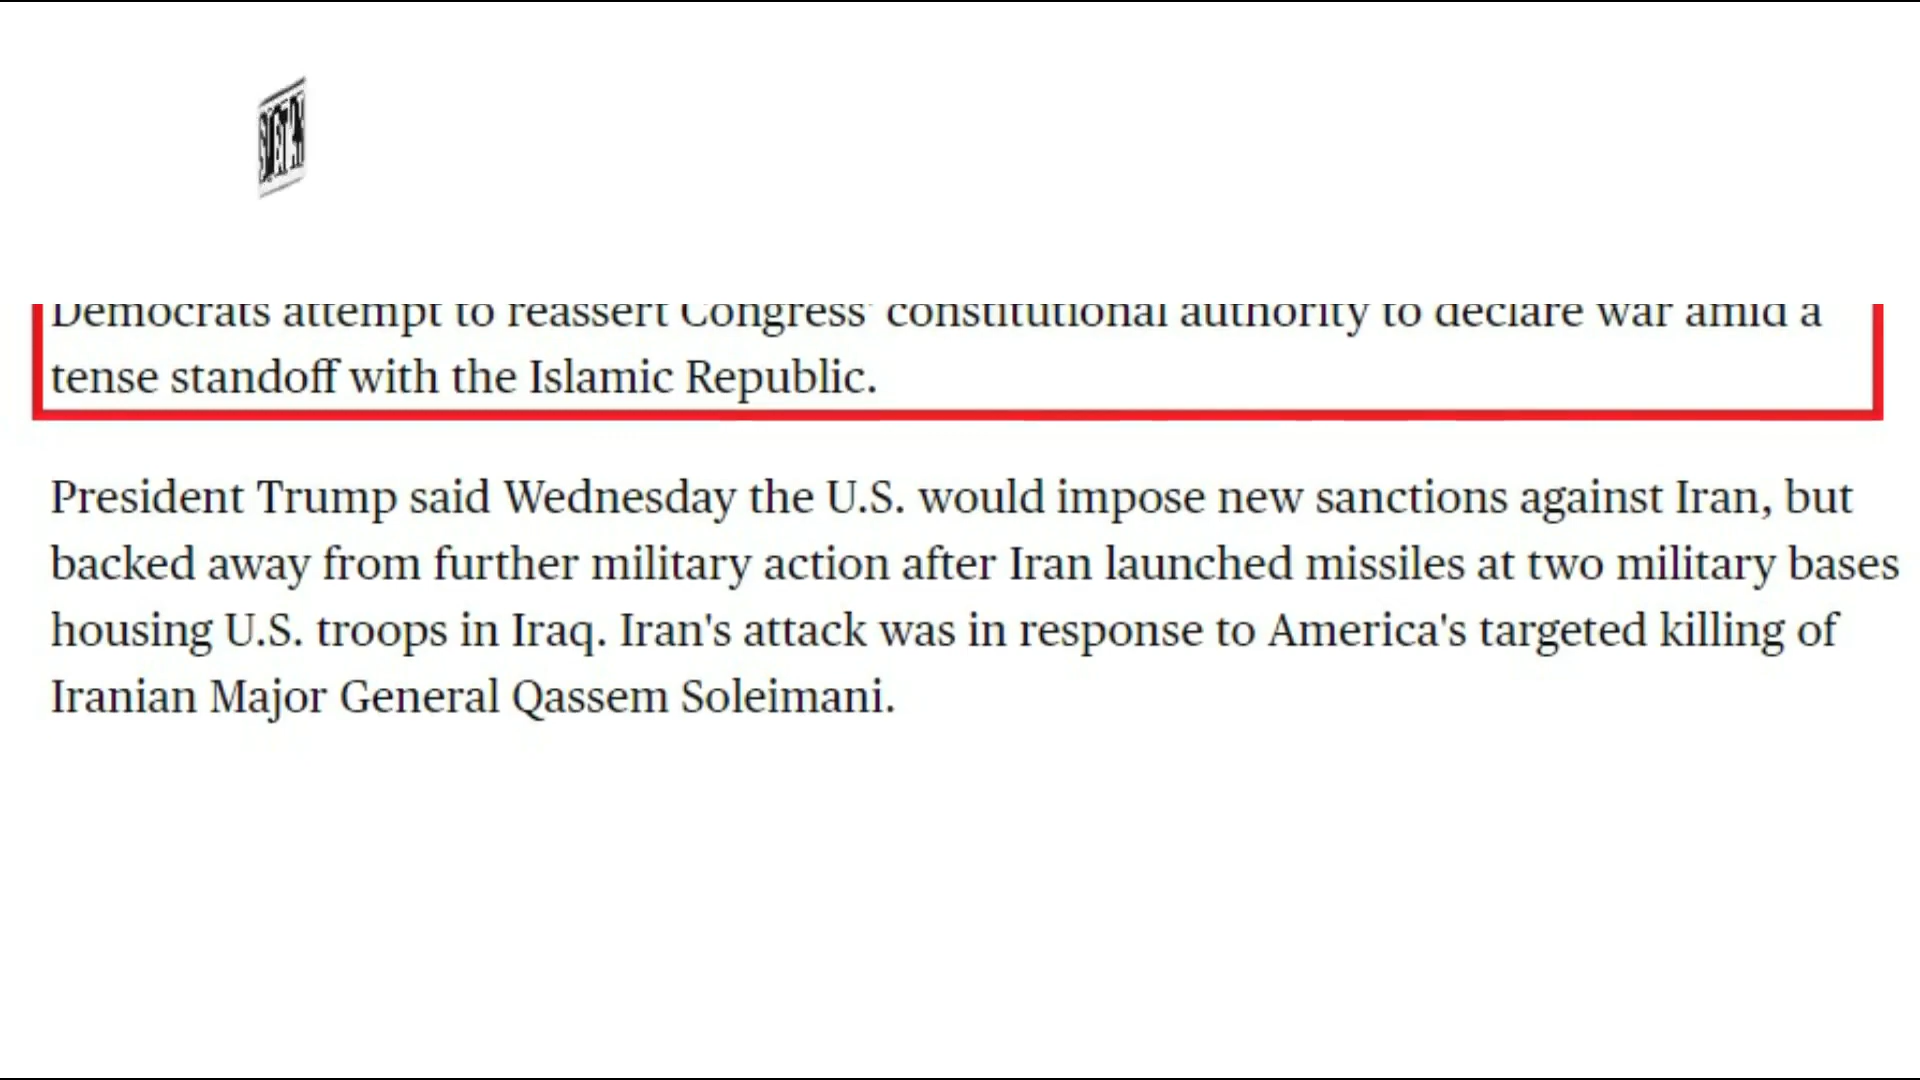 Democrats attempt to reassert Congress' constitutional authority to declare war amid a
tense standoff with the Islamic Republic.
President Trump said Wednesday the U.S. would impose new sanctions against Iran, but
backed away from further military action after Iran launched missiles at two military bases
housing U.S. troops in Iraq. Iran's attack was in response to America's targeted killing of
Iranian Major General Qassem Soleimani.